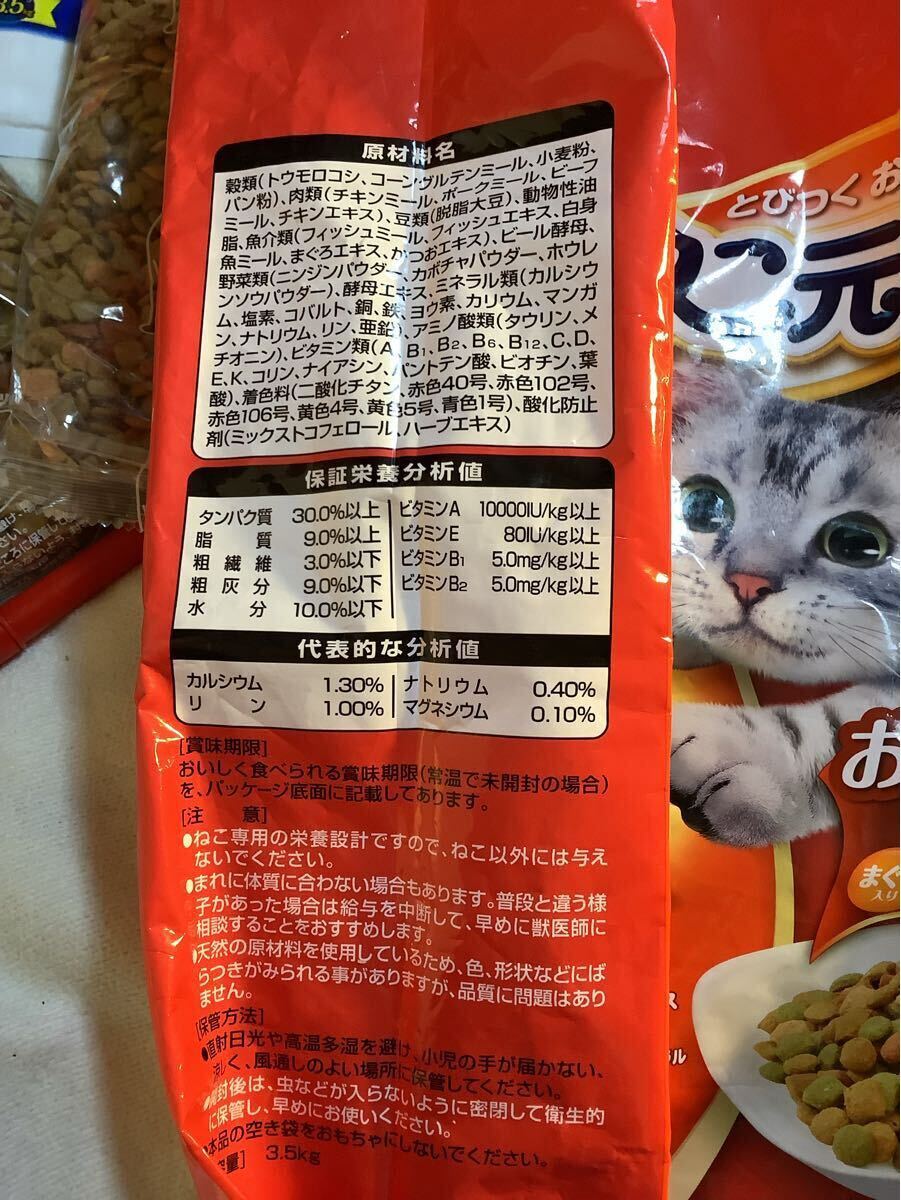 3.5
原材料名
穀類(トウモロコシ、コーングルテンミール、小麦粉、
パン粉)、肉類(チキンミール、ポークミール、ビーフ
ミール、チキンエキス)、豆類(脱脂大豆)、動物性油
脂、魚介類(フィッシュミール、フィッシュエキス、白身
魚ミール、まぐろエキス、かつおエキス)、ビール酵母、
野菜類(ニンジンパウダー、カボチャパウダー、ホウレ
ンソウパウダー)、酵母エキス、ミネラル類(カルシウ
ム、塩素、コバルト、銅、鉄、ヨウ素、カリウム、マンガ
ン、ナトリウム、リン、亜鉛)、アミノ酸類(タウリン、メ
チオニン)、ビタミン類(A、B1、B2、B6、B12、C、D、
E、K、コリン、ナイアシン、パントテン酸、ビオチン、葉
酸)、着色料(二酸化チタン、赤色40号、赤色102号、
赤色106号、黄色4号、黄色5号、青色1号)、酸化防止
剤(ミックストコフェロール、ハーブエキス)
保証栄養分析値
タンパク質 30.0%以上 ビタミンA 10000IU/kg以上
脂質 9.0%以上 ビタミンE 80IU/kg以上
粗繊維 3.0%以下 ビタミンB1 5.0mg/kg以上
粗灰分 9.0%以下 ビタミンB2 5.0mg/kg以上
水分 10.0%以下
代表的な分析値
カルシウム 1.30% ナトリウム 0.40%
リン 1.00% マグネシウム 0.10%
[賞味期限]
おいしく食べられる賞味期限(常温で未開封の場合)
を、パッケージ底面に記載してあります。
[注意]
●ねこ専用の栄養設計ですので、ねこ以外には与え
ないでください。
●まれに体質に合わない場合もあります。普段と違う様
子があった場合は給与を中断して、早めに獣医師に
相談することをおすすめします。
●天然の原材料を使用しているため、色、形状などにば
らつきがみられる事がありますが、品質に問題はあり
ません。
[保管方法]
●直射日光や高温多湿を避け、小児の手が届かない、
涼しく、風通しのよい場所に保管してください。
●開封後は、虫などが入らないように密閉して衛生的
に保管し、早めにお使いください。
●本品の空き袋をおもちゃにしないでください。
容量] 3.5kg
とびつくお
ねこ元
お
まぐ
入り
ス
ル